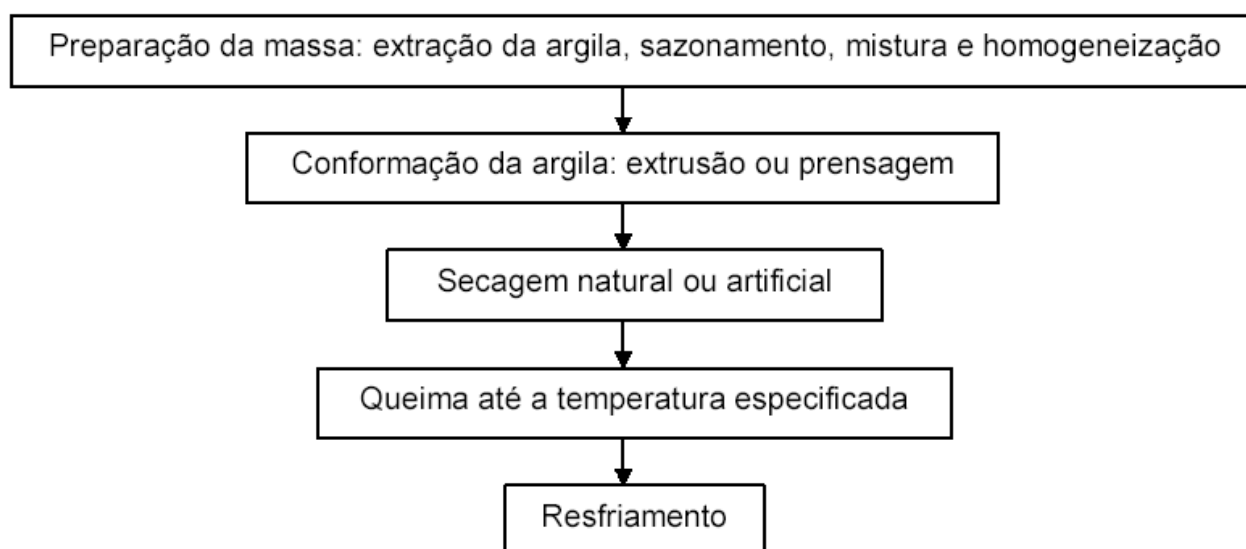 Preparação da massa: extração da argila, sazonamento, mistura e homogeneização
Conformação da argila: extrusão ou prensagem
Secagem natural ou artificial
Queima até a temperatura especificada
Resfriamento